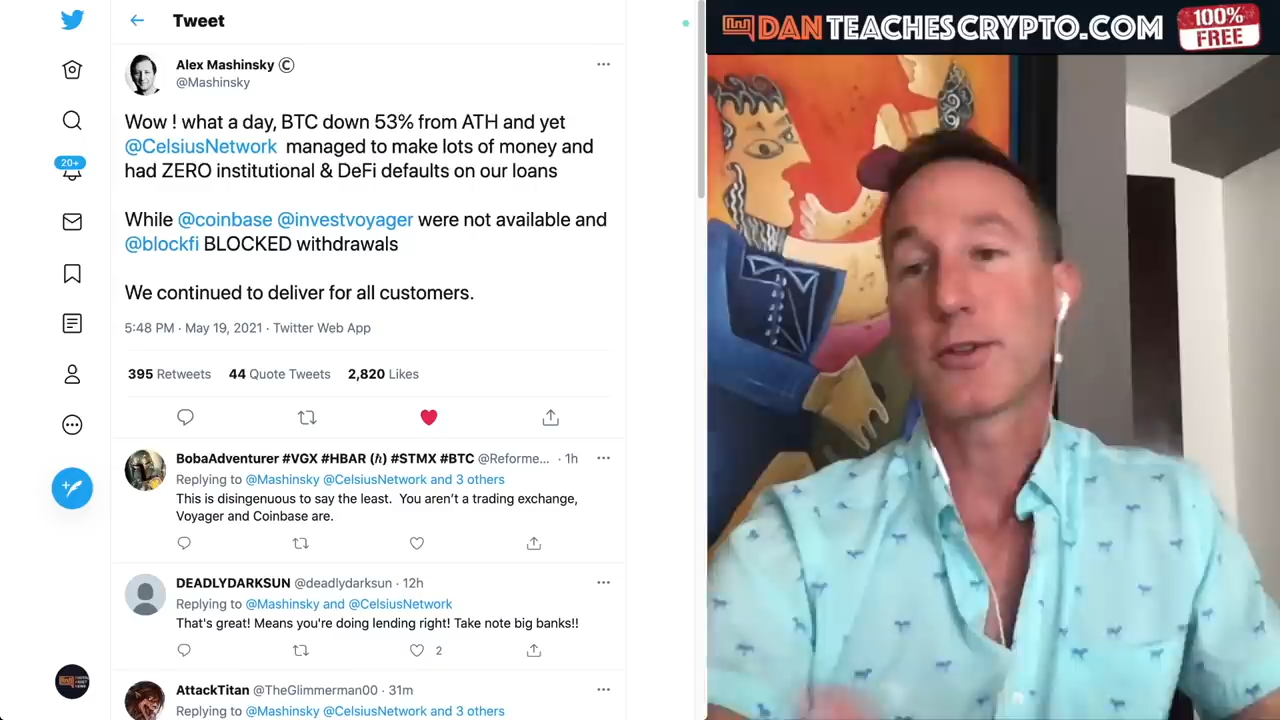 Tweet
Alex Mashinsky Ⓒ
@Mashinsky
Wow ! what a day, BTC down 53% from ATH and yet
@CelsiusNetwork managed to make lots of money and
had ZERO institutional & DeFi defaults on our loans
While @coinbase @investvoyager were not available and
@blockfi BLOCKED withdrawals
We continued to deliver for all customers.
5:48 PM · May 19, 2021 · Twitter Web App
395 Retweets 44 Quote Tweets 2,820 Likes
BobaAdventurer #VGX #HBAR (ℏ) #STMX #BTC @Reforme... · 1h
Replying to @Mashinsky @CelsiusNetwork and 3 others
This is disingenuous to say the least. You aren't a trading exchange,
Voyager and Coinbase are.
DEADLYDARKSUN @deadlydarksun · 12h
Replying to @Mashinsky and @CelsiusNetwork
That's great! Means you're doing lending right! Take note big banks!!
2
AttackTitan @TheGlimmerman00 · 31m
Replying to @Mashinsky @CelsiusNetwork and 3 others
20+
DANTEACHESCRYPTO.COM
100%
FREE